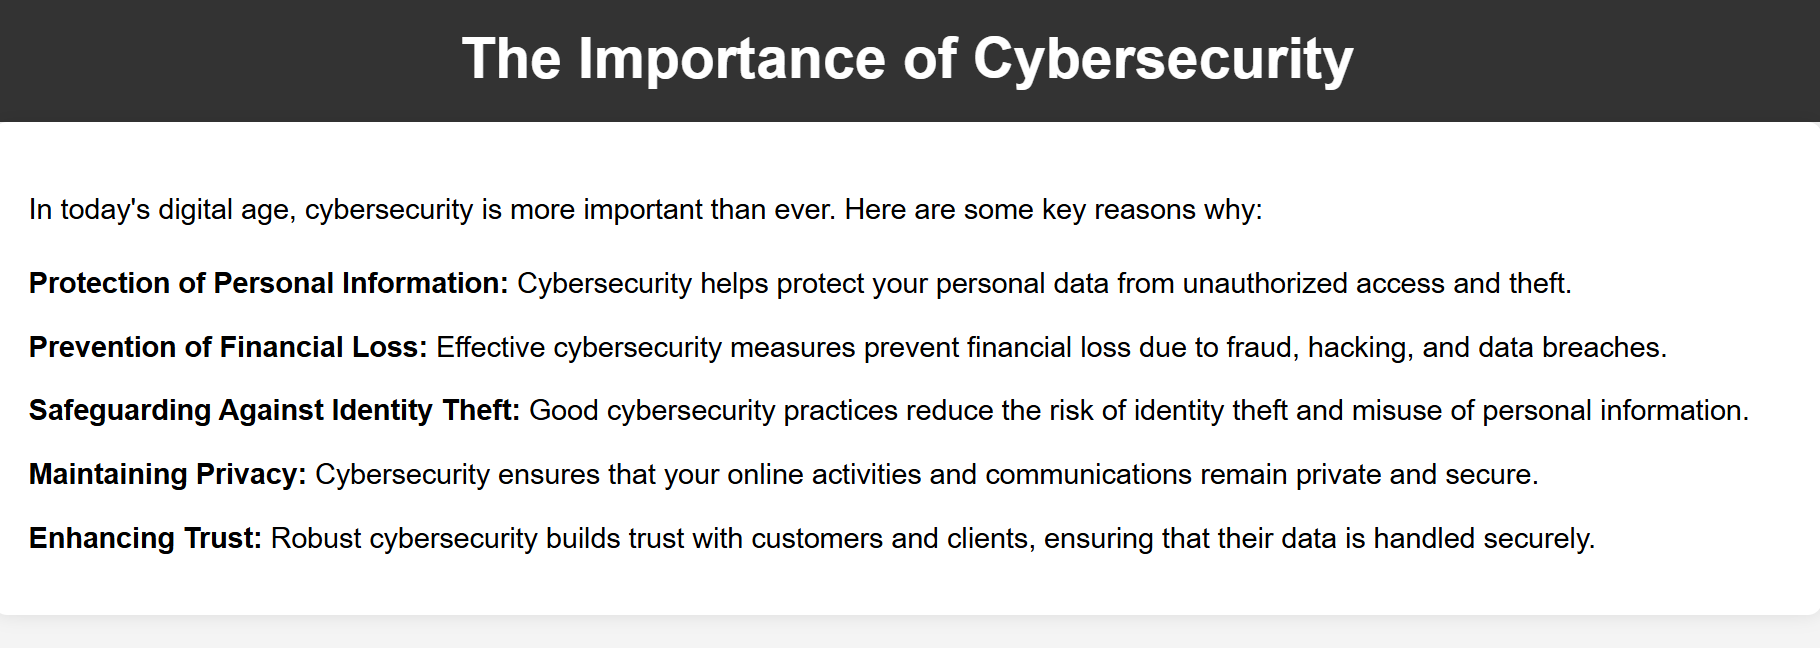 The Importance of Cybersecurity
In today's digital age, cybersecurity is more important than ever. Here are some key reasons why:
Protection of Personal Information: Cybersecurity helps protect your personal data from unauthorized access and theft.
Prevention of Financial Loss: Effective cybersecurity measures prevent financial loss due to fraud, hacking, and data breaches.
Safeguarding Against Identity Theft: Good cybersecurity practices reduce the risk of identity theft and misuse of personal information.
Maintaining Privacy: Cybersecurity ensures that your online activities and communications remain private and secure.
Enhancing Trust: Robust cybersecurity builds trust with customers and clients, ensuring that their data is handled securely.